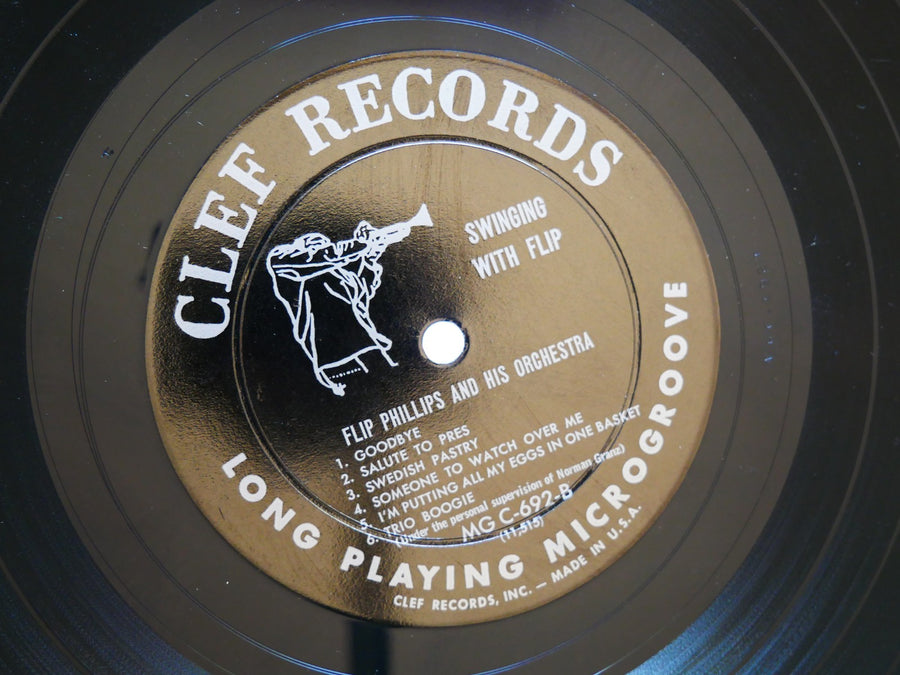 CLEF RECORDS
SWINGING
WITH FLIP
FLIP PHILLIPS AND HIS ORCHESTRA
1. GOODBYE
2. SALUTE TO PRES
3. SWEDISH PASTRY
4. SOMEONE TO WATCH OVER ME
5. I'M PUTTING ALL MY EGGS IN ONE BASKET
6. TRIO BOOGIE
(Under the personal supervision of Norman Granz)
MG C-692-B
(11,515)
LONG PLAYING MICROGROOVE
CLEF RECORDS, INC. — MADE IN U.S.A.